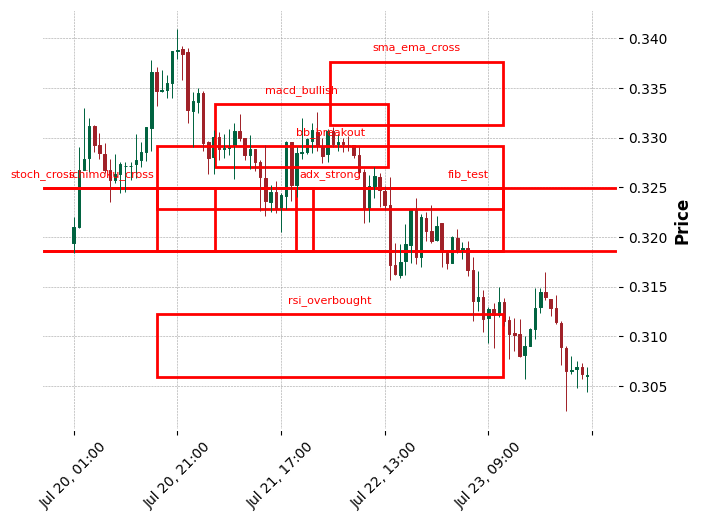 0.340
sma_ema_cross
0.335
macd_bullish
0.330
bb_breakout
stoch_cross
ichimoku_cross
adx_strong
fib_test
0.325
0.320
Price
0.315
rsi_overbought
0.310
0.305
Jul 20, 01:00
Jul 20, 21:00
Jul 21, 17:00
Jul 22, 13:00
Jul 23, 09:00